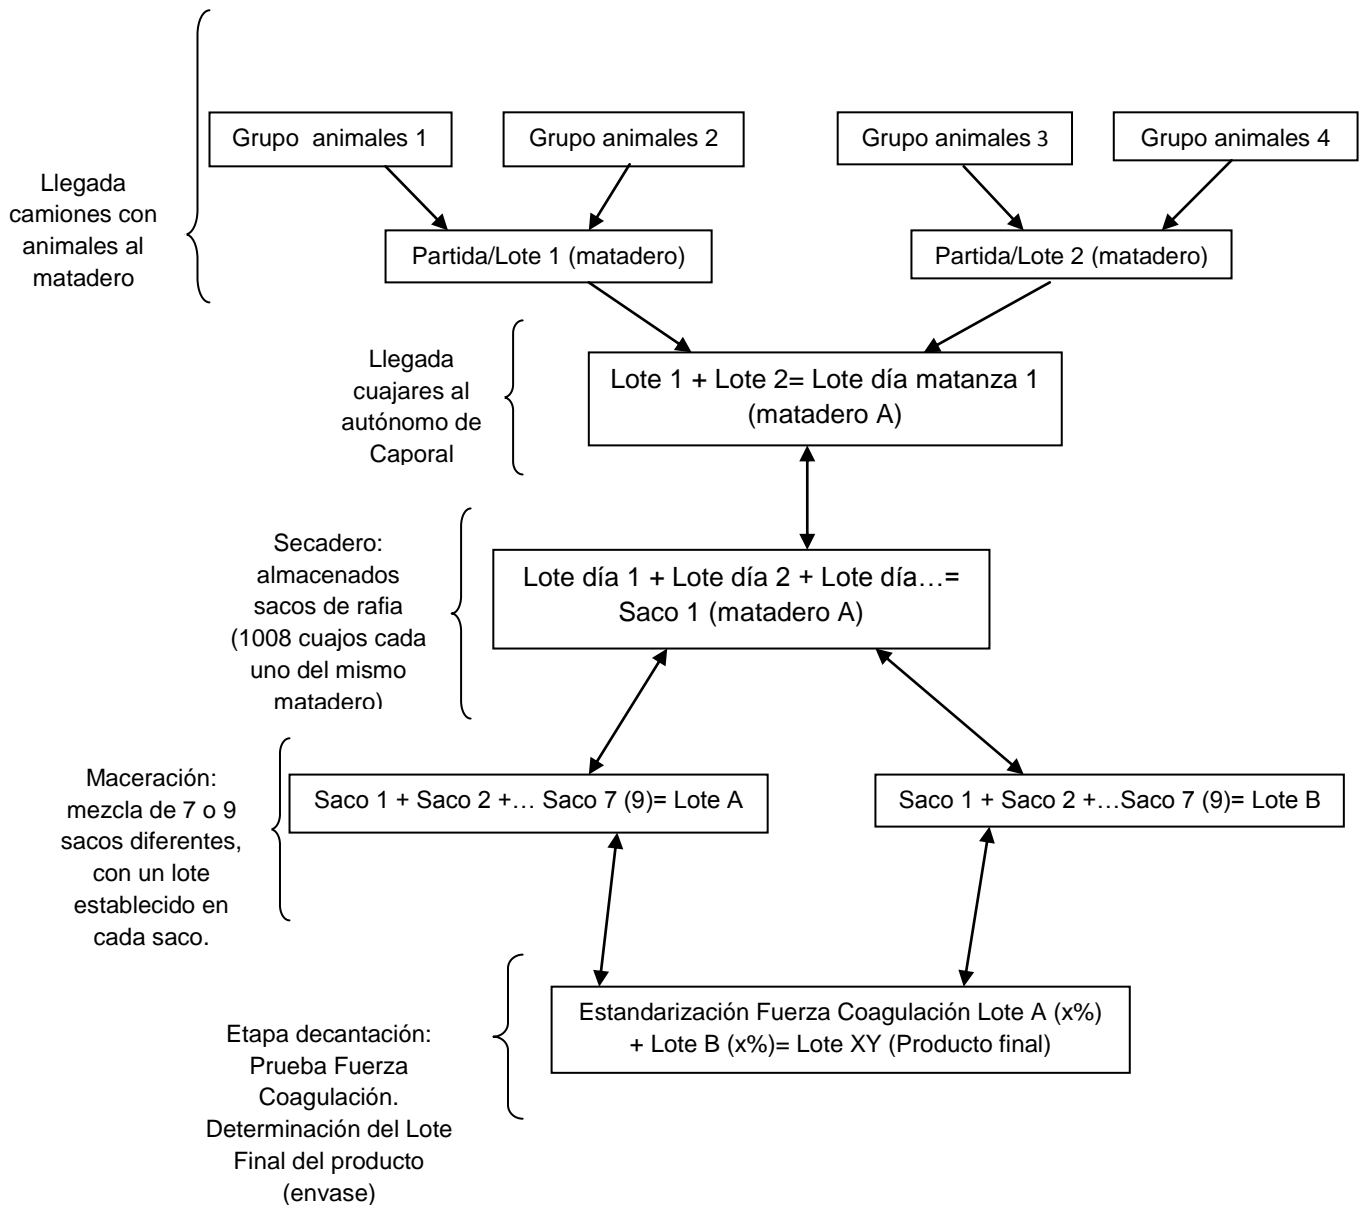 Grupo animales 1
Grupo animales 2
Grupo animales 3
Grupo animales 4
Llegada
camiones con
animales al
matadero
Partida/Lote 1 (matadero)
Partida/Lote 2 (matadero)
Llegada
cuajares al
autónomo de
Caporal
Lote 1 + Lote 2= Lote día matanza 1
(matadero A)
Secadero:
almacenados
sacos de rafia
(1008 cuajos cada
uno del mismo
matadero)
Lote día 1 + Lote día 2 + Lote día…=
Saco 1 (matadero A)
Maceración:
mezcla de 7 o 9
sacos diferentes,
con un lote
establecido en
cada saco.
Saco 1 + Saco 2 +… Saco 7 (9)= Lote A
Saco 1 + Saco 2 +…Saco 7 (9)= Lote B
Etapa decantación:
Prueba Fuerza
Coagulación.
Determinación del Lote
Final del producto
(envase)
Estandarización Fuerza Coagulación Lote A (x%)
+ Lote B (x%)= Lote XY (Producto final)